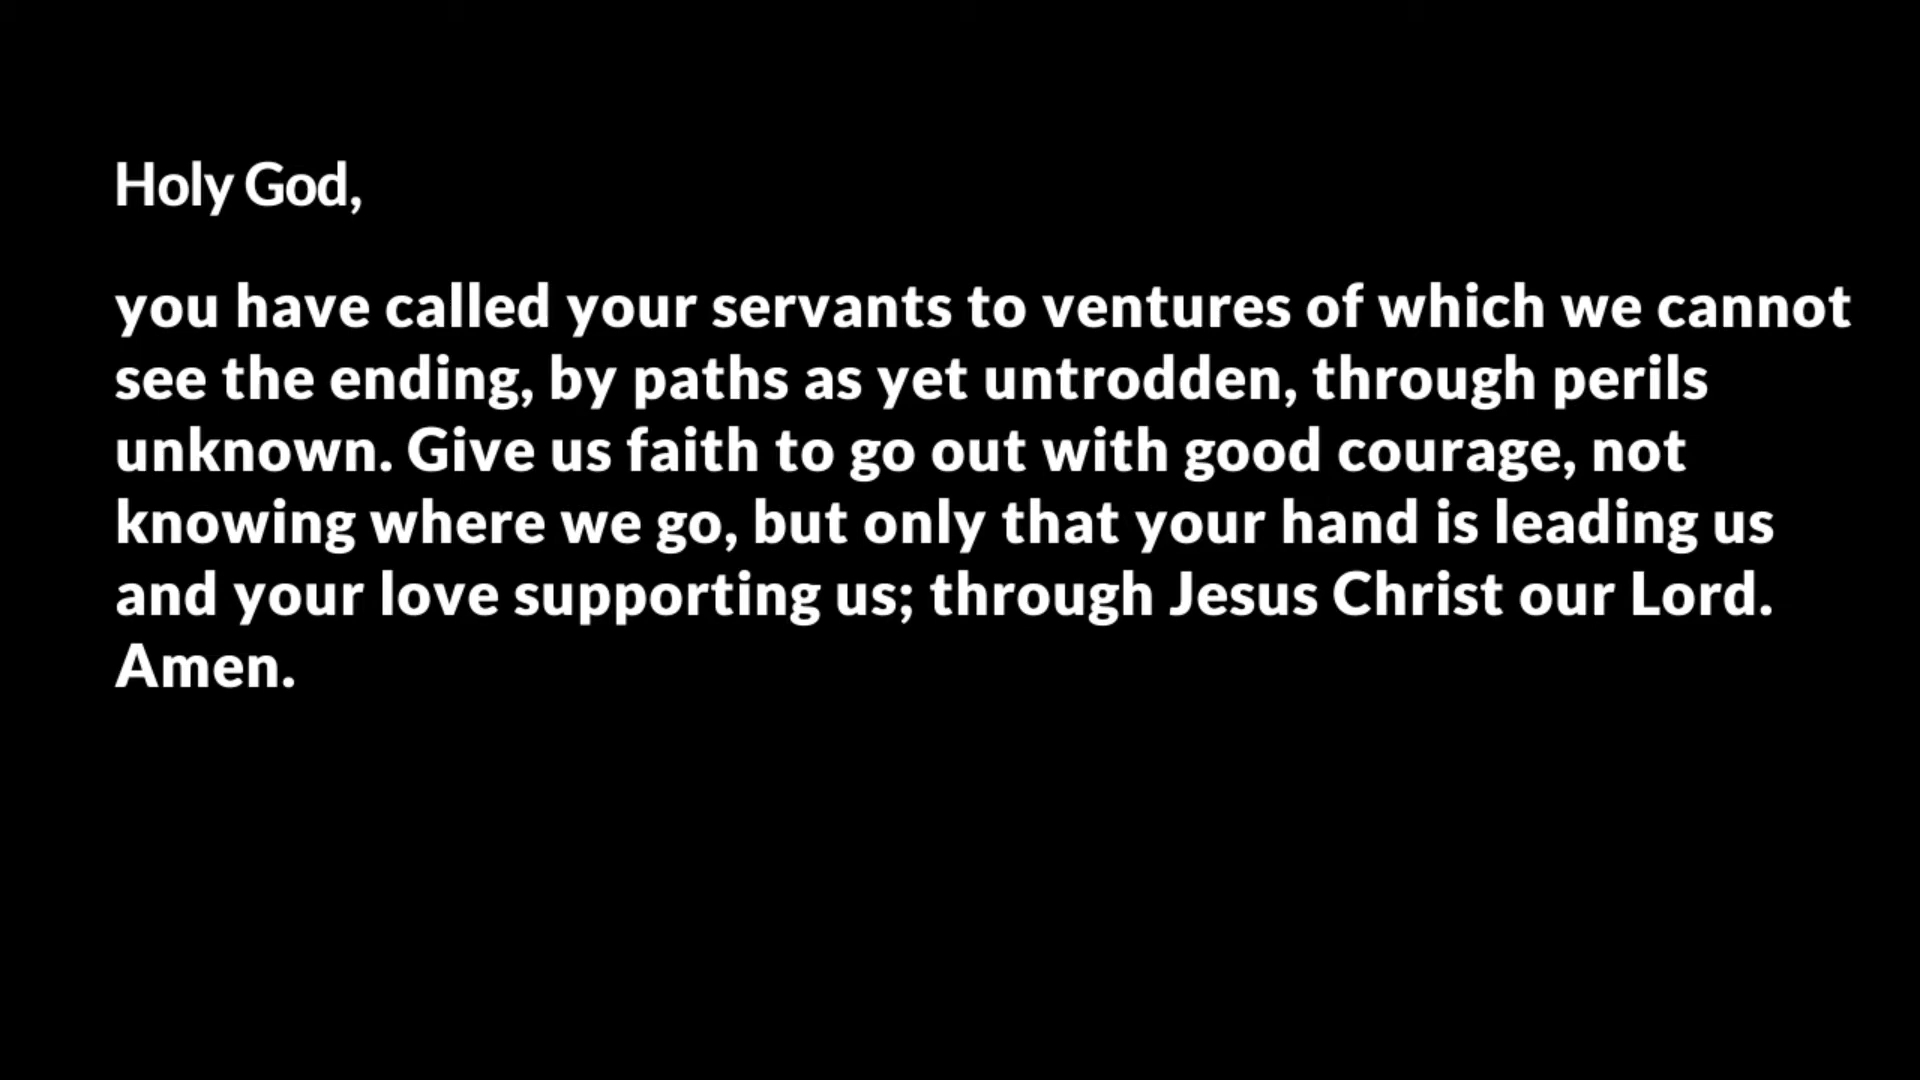 Holy God,
you have called your servants to ventures of which we cannot
see the ending, by paths as yet untrodden, through perils
unknown. Give us faith to go out with good courage, not
knowing where we go, but only that your hand is leading us
and your love supporting us; through Jesus Christ our Lord.
Amen.